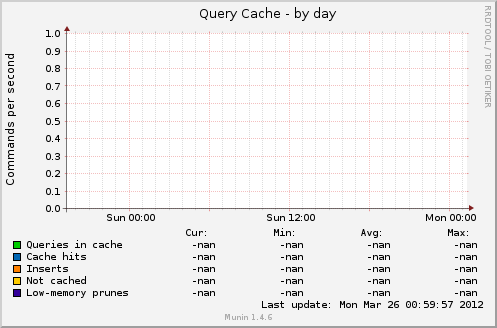 Query Cache - by day
RRDTOOL / TOBI OETIKER
Commands per second
1.0
0.9
0.8
0.7
0.6
0.5
0.4
0.3
0.2
0.1
0.0
Sun 00:00 Sun 12:00 Mon 00:00
Cur: Min: Avg: Max:
Queries in cache -nan -nan -nan -nan
Cache hits -nan -nan -nan -nan
Inserts -nan -nan -nan -nan
Not cached -nan -nan -nan -nan
Low-memory prunes -nan -nan -nan -nan
Last update: Mon Mar 26 00:59:57 2012
Munin 1.4.6